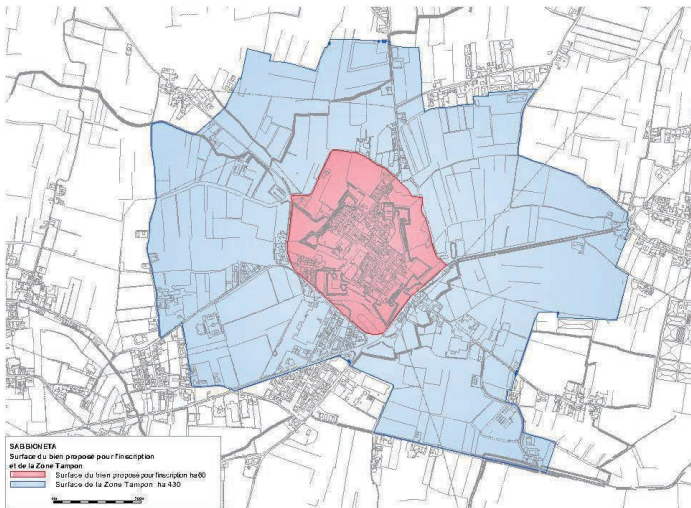 SABBIONETA
Surface du bien proposé pour l'inscription
et de la Zone Tampon
Surface du bien proposé pour l'inscription ha 60
Surface de la Zone Tampon ha 430